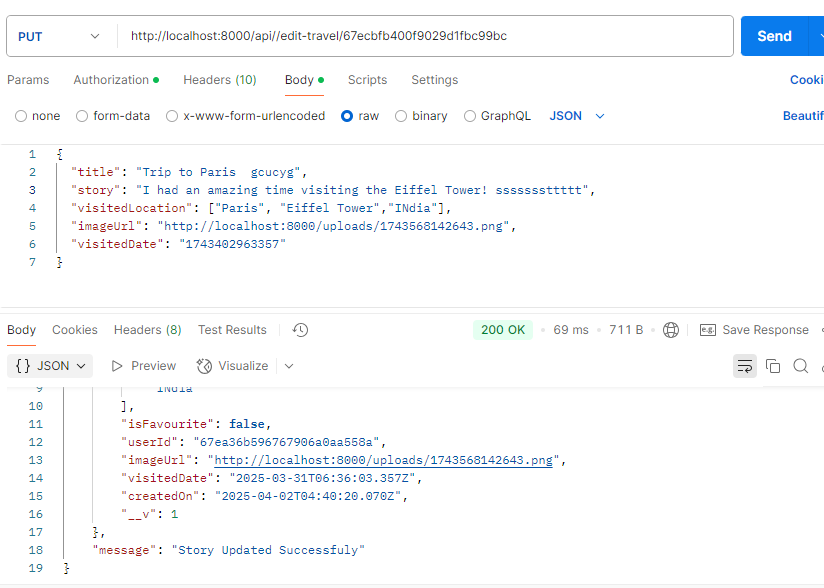 PUT http://localhost:8000/api//edit-travel/67ecbfb400f9029d1fbc99bc Send
Params Authorization Headers (10) Body Scripts Settings Cooki
none form-data x-www-form-urlencoded raw binary GraphQL JSON Beautif
1 {
2 "title": "Trip to Paris  gcucyg",
3 "story": "I had an amazing time visiting the Eiffel Tower! sssssssttttt",
4 "visitedLocation": ["Paris", "Eiffel Tower","INdia"],
5 "imageUrl": "http://localhost:8000/uploads/1743568142643.png",
6 "visitedDate": "1743402963357"
7 }
Body Cookies Headers (8) Test Results 200 OK • 69 ms • 711 B • e.g. Save Response
{} JSON Preview Visualize
9 "INdia"
10 ],
11 "isFavourite": false,
12 "userId": "67ea36b596767906a0aa558a",
13 "imageUrl": "http://localhost:8000/uploads/1743568142643.png",
14 "visitedDate": "2025-03-31T06:36:03.357Z",
15 "createdOn": "2025-04-02T04:40:20.070Z",
16 "__v": 1
17 },
18 "message": "Story Updated Successfuly"
19 }